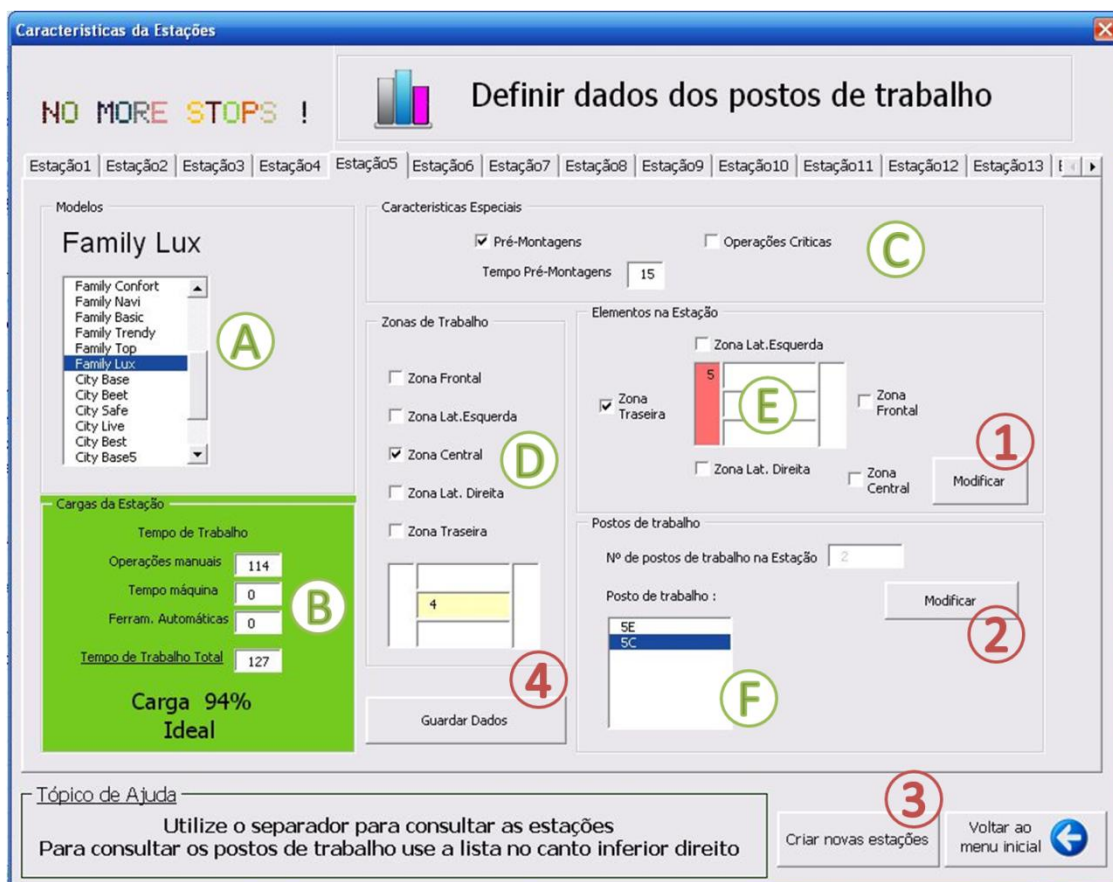 Caracteristicas da Estações
NO MORE STOPS !
Definir dados dos postos de trabalho
Estação1 Estação2 Estação3 Estação4 Estação5 Estação6 Estação7 Estação8 Estação9 Estação10 Estação11 Estação12 Estação13
Modelos
Family Lux
Family Confort
Family Navi
Family Basic
Family Trendy
Family Top
Family Lux
City Base
City Beet
City Safe
City Live
City Best
City Base5
A
Cargas da Estação
Tempo de Trabalho
Operações manuais 114
Tempo máquina 0
Ferram. Automáticas 0
Tempo de Trabalho Total 127
B
Carga 94%
Ideal
Caracteristicas Especiais
Pré-Montagens
Operações Criticas
Tempo Pré-Montagens 15
C
Zonas de Trabalho
Zona Frontal
Zona Lat.Esquerda
Zona Central
Zona Lat. Direita
Zona Traseira
D
4
4
Guardar Dados
Elementos na Estação
Zona Lat.Esquerda
Zona
Traseira
5
E
Zona
Frontal
Zona Lat. Direita
Zona
Central
1
Modificar
Postos de trabalho
Nº de postos de trabalho na Estação 2
Posto de trabalho :
5E
5C
Modificar
2
F
Tópico de Ajuda
Utilize o separador para consultar as estações
Para consultar os postos de trabalho use a lista no canto inferior direito
3
Criar novas estações
Voltar ao
menu inicial